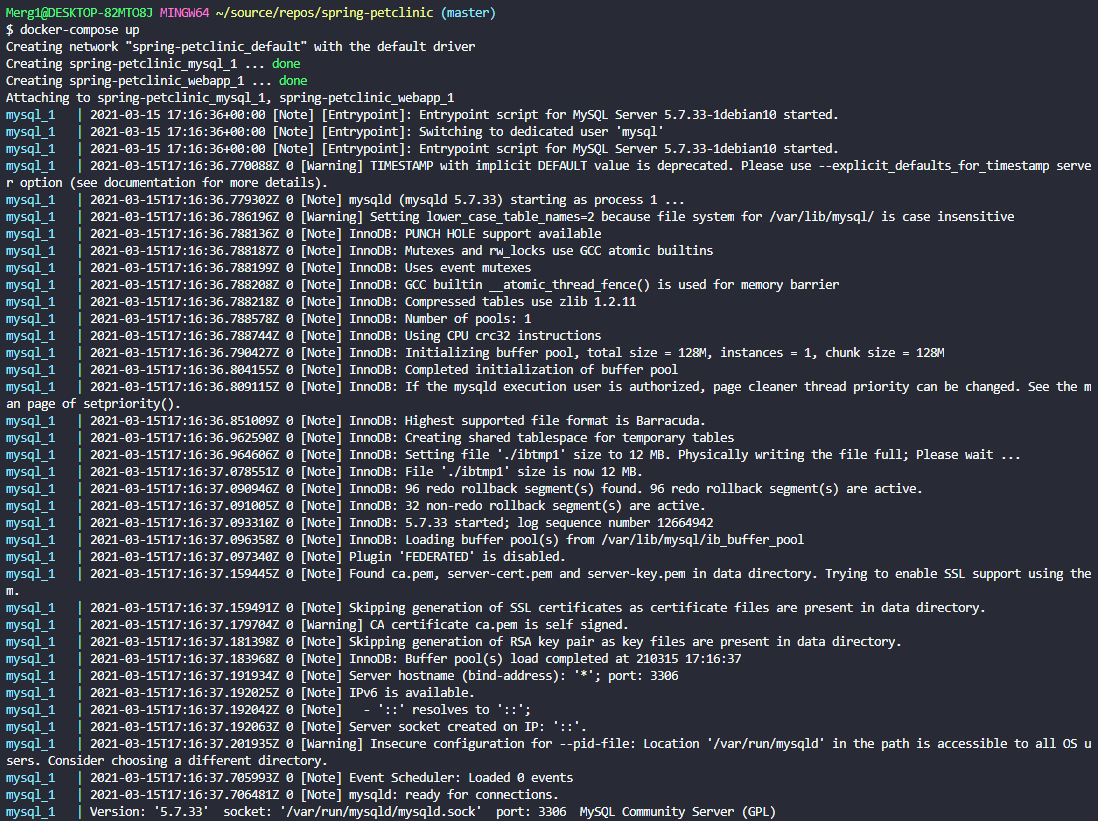 Merg1@DESKTOP-82MTO8J MINGW64 ~/source/repos/spring-petclinic (master)
$ docker-compose up
Creating network "spring-petclinic_default" with the default driver
Creating spring-petclinic_mysql_1 ... done
Creating spring-petclinic_webapp_1 ... done
Attaching to spring-petclinic_mysql_1, spring-petclinic_webapp_1
mysql_1   | 2021-03-15 17:16:36+00:00 [Note] [Entrypoint]: Entrypoint script for MySQL Server 5.7.33-1debian10 started.
mysql_1   | 2021-03-15 17:16:36+00:00 [Note] [Entrypoint]: Switching to dedicated user 'mysql'
mysql_1   | 2021-03-15 17:16:36+00:00 [Note] [Entrypoint]: Entrypoint script for MySQL Server 5.7.33-1debian10 started.
mysql_1   | 2021-03-15T17:16:36.770088Z 0 [Warning] TIMESTAMP with implicit DEFAULT value is deprecated. Please use --explicit_defaults_for_timestamp serve
r option (see documentation for more details).
mysql_1   | 2021-03-15T17:16:36.779302Z 0 [Note] mysqld (mysqld 5.7.33) starting as process 1 ...
mysql_1   | 2021-03-15T17:16:36.786196Z 0 [Warning] Setting lower_case_table_names=2 because file system for /var/lib/mysql/ is case insensitive
mysql_1   | 2021-03-15T17:16:36.788136Z 0 [Note] InnoDB: PUNCH HOLE support available
mysql_1   | 2021-03-15T17:16:36.788187Z 0 [Note] InnoDB: Mutexes and rw_locks use GCC atomic builtins
mysql_1   | 2021-03-15T17:16:36.788199Z 0 [Note] InnoDB: Uses event mutexes
mysql_1   | 2021-03-15T17:16:36.788208Z 0 [Note] InnoDB: GCC builtin __atomic_thread_fence() is used for memory barrier
mysql_1   | 2021-03-15T17:16:36.788218Z 0 [Note] InnoDB: Compressed tables use zlib 1.2.11
mysql_1   | 2021-03-15T17:16:36.788578Z 0 [Note] InnoDB: Number of pools: 1
mysql_1   | 2021-03-15T17:16:36.788744Z 0 [Note] InnoDB: Using CPU crc32 instructions
mysql_1   | 2021-03-15T17:16:36.790427Z 0 [Note] InnoDB: Initializing buffer pool, total size = 128M, instances = 1, chunk size = 128M
mysql_1   | 2021-03-15T17:16:36.804155Z 0 [Note] InnoDB: Completed initialization of buffer pool
mysql_1   | 2021-03-15T17:16:36.809115Z 0 [Note] InnoDB: If the mysqld execution user is authorized, page cleaner thread priority can be changed. See the m
an page of setpriority().
mysql_1   | 2021-03-15T17:16:36.851009Z 0 [Note] InnoDB: Highest supported file format is Barracuda.
mysql_1   | 2021-03-15T17:16:36.962590Z 0 [Note] InnoDB: Creating shared tablespace for temporary tables
mysql_1   | 2021-03-15T17:16:36.964606Z 0 [Note] InnoDB: Setting file './ibtmp1' size to 12 MB. Physically writing the file full; Please wait ...
mysql_1   | 2021-03-15T17:16:37.078551Z 0 [Note] InnoDB: File './ibtmp1' size is now 12 MB.
mysql_1   | 2021-03-15T17:16:37.090946Z 0 [Note] InnoDB: 96 redo rollback segment(s) found. 96 redo rollback segment(s) are active.
mysql_1   | 2021-03-15T17:16:37.091005Z 0 [Note] InnoDB: 32 non-redo rollback segment(s) are active.
mysql_1   | 2021-03-15T17:16:37.093310Z 0 [Note] InnoDB: 5.7.33 started; log sequence number 12664942
mysql_1   | 2021-03-15T17:16:37.096358Z 0 [Note] InnoDB: Loading buffer pool(s) from /var/lib/mysql/ib_buffer_pool
mysql_1   | 2021-03-15T17:16:37.097340Z 0 [Note] Plugin 'FEDERATED' is disabled.
mysql_1   | 2021-03-15T17:16:37.159445Z 0 [Note] Found ca.pem, server-cert.pem and server-key.pem in data directory. Trying to enable SSL support using the
m.
mysql_1   | 2021-03-15T17:16:37.159491Z 0 [Note] Skipping generation of SSL certificates as certificate files are present in data directory.
mysql_1   | 2021-03-15T17:16:37.179704Z 0 [Warning] CA certificate ca.pem is self signed.
mysql_1   | 2021-03-15T17:16:37.181398Z 0 [Note] Skipping generation of RSA key pair as key files are present in data directory.
mysql_1   | 2021-03-15T17:16:37.183968Z 0 [Note] InnoDB: Buffer pool(s) load completed at 210315 17:16:37
mysql_1   | 2021-03-15T17:16:37.191934Z 0 [Note] Server hostname (bind-address): '*'; port: 3306
mysql_1   | 2021-03-15T17:16:37.192025Z 0 [Note] IPv6 is available.
mysql_1   | 2021-03-15T17:16:37.192042Z 0 [Note]   - '::' resolves to '::';
mysql_1   | 2021-03-15T17:16:37.192063Z 0 [Note] Server socket created on IP: '::'.
mysql_1   | 2021-03-15T17:16:37.201935Z 0 [Warning] Insecure configuration for --pid-file: Location '/var/run/mysqld' in the path is accessible to all OS u
sers. Consider choosing a different directory.
mysql_1   | 2021-03-15T17:16:37.705993Z 0 [Note] Event Scheduler: Loaded 0 events
mysql_1   | 2021-03-15T17:16:37.706481Z 0 [Note] mysqld: ready for connections.
mysql_1   | Version: '5.7.33'  socket: '/var/run/mysqld/mysqld.sock'  port: 3306  MySQL Community Server (GPL)